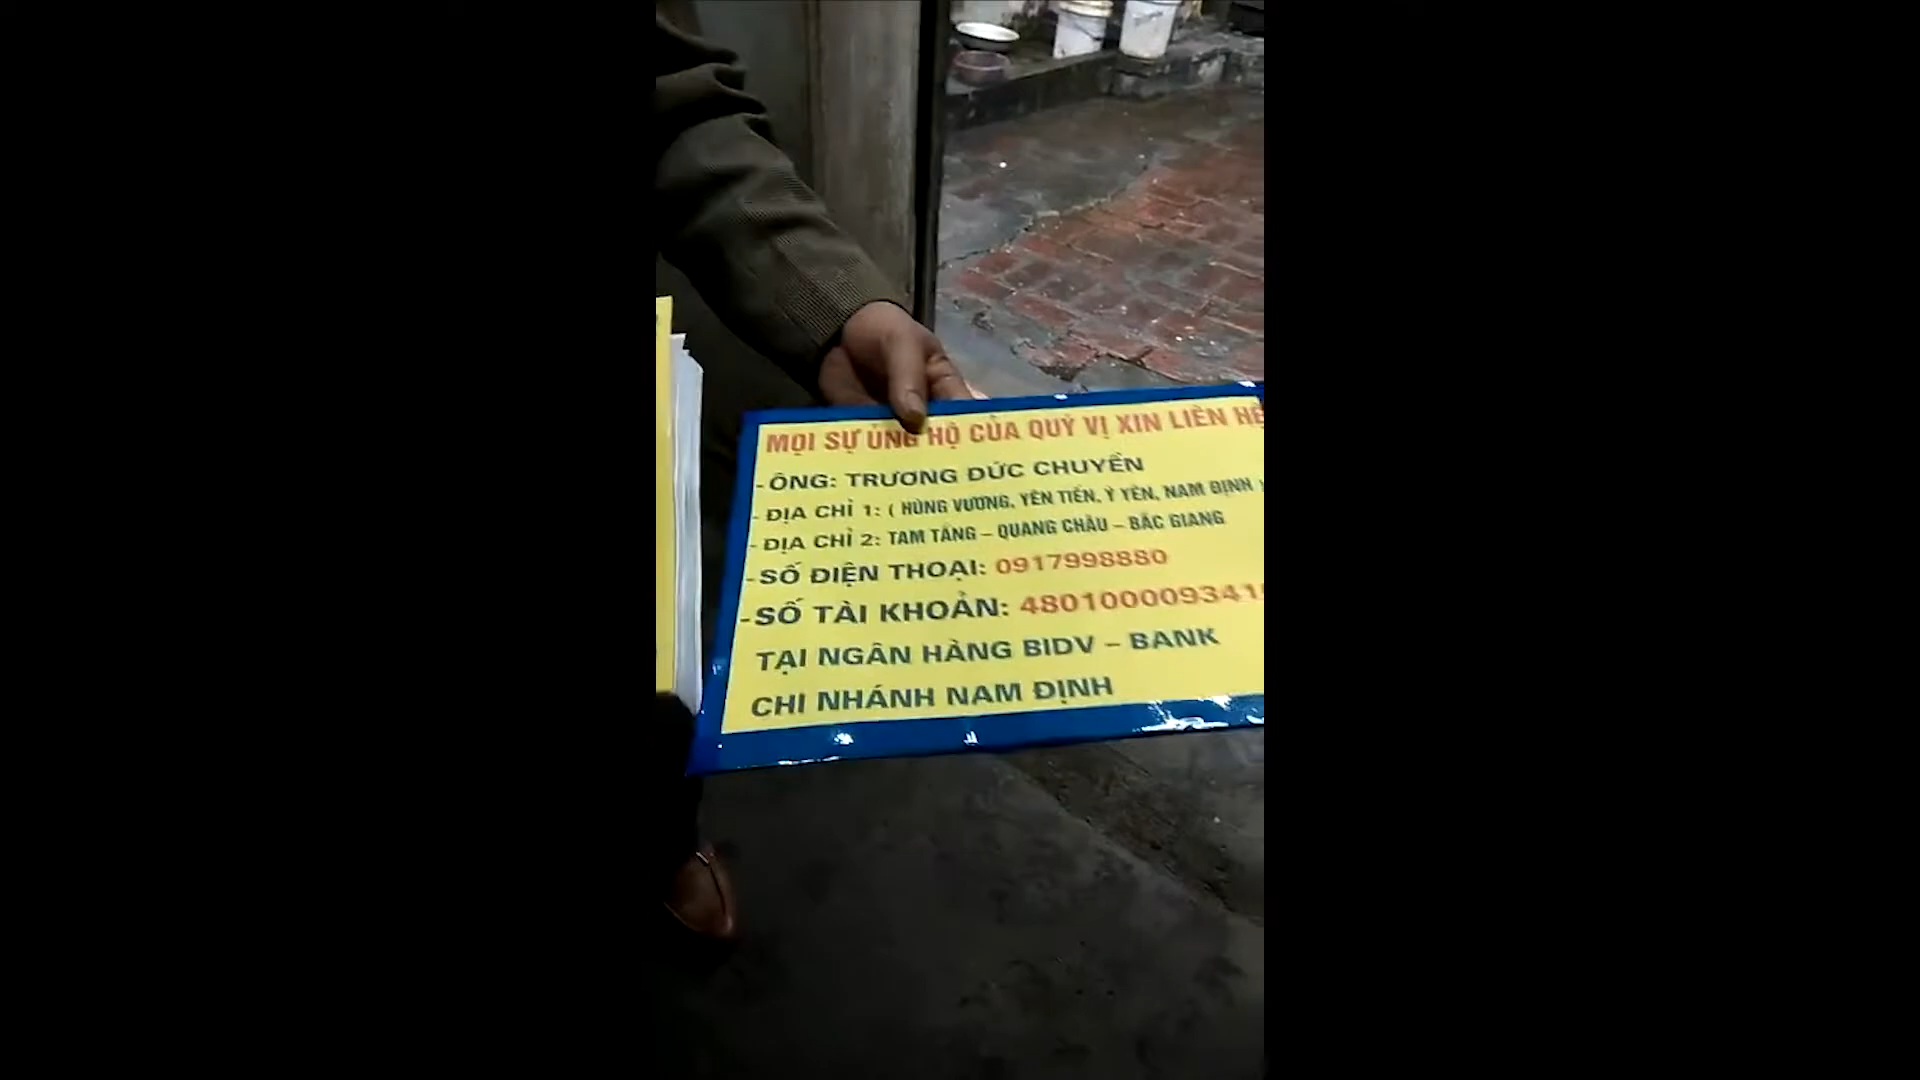 MỌI SỰ ỦNG HỘ CỦA QUÝ VỊ XIN LIÊN HỆ
- ÔNG: TRƯƠNG ĐỨC CHUYỀN
- ĐỊA CHỈ 1: ( HÙNG VƯƠNG, YÊN TIẾN, Ý YÊN, NAM ĐỊNH )
- ĐỊA CHỈ 2: TAM TẦNG – QUANG CHÂU – BẮC GIANG
- SỐ ĐIỆN THOẠI: 0917998880
- SỐ TÀI KHOẢN:
TẠI NGÂN HÀNG BIDV – BANK
CHI NHÁNH NAM ĐỊNH